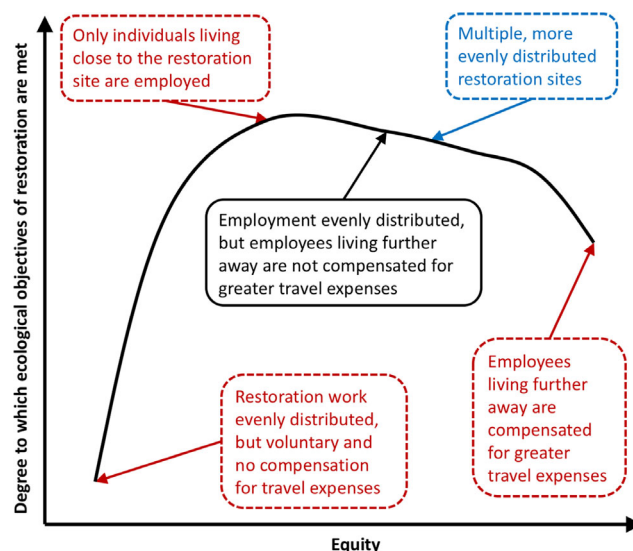 Only individuals living
close to the restoration
site are employed
Multiple, more
evenly distributed
restoration sites
Employment evenly distributed,
but employees living further
away are not compensated for
greater travel expenses
Restoration work
evenly distributed,
but voluntary and
no compensation
for travel expenses
Employees
living further
away are
compensated
for greater
travel expenses
Degree to which ecological objectives of restoration are met
Equity